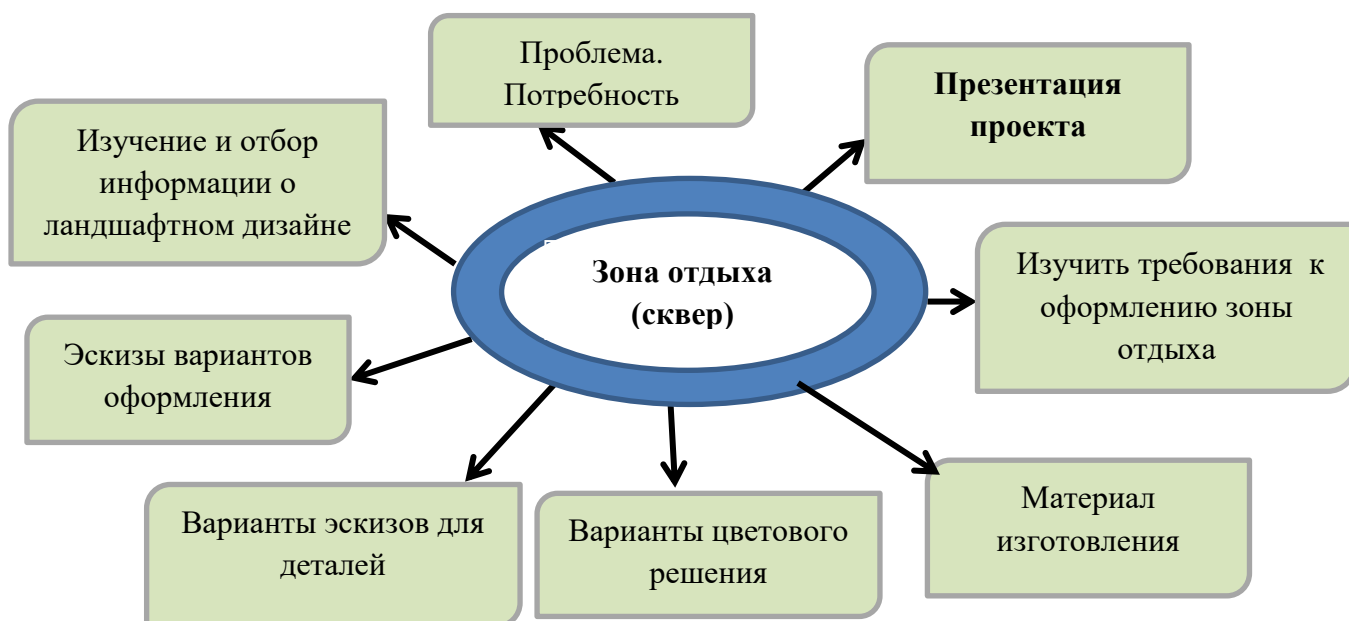 Проблема.
Потребность
Презентация
проекта
Изучение и отбор
информации о
ландшафтном дизайне
Зона отдыха
(сквер)
Изучить требования к
оформлению зоны
отдыха
Эскизы вариантов
оформления
Варианты эскизов для
деталей
Варианты цветового
решения
Материал
изготовления